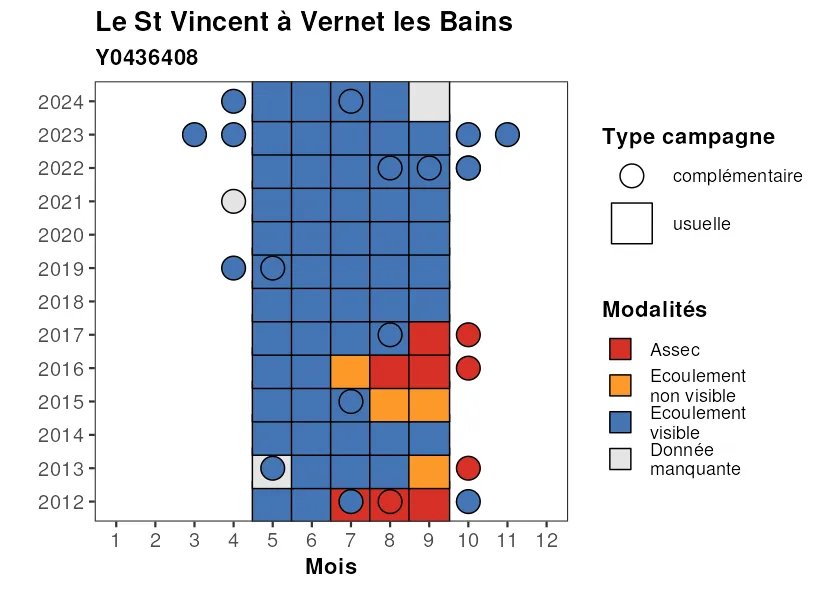 Le St Vincent à Vernet les Bains
Y0436408
2024
2023
2022
2021
2020
2019
2018
2017
2016
2015
2014
2013
2012
1 2 3 4 5 6 7 8 9 10 11 12
Mois
Type campagne
complémentaire
usuelle
Modalités
Assec
Ecoulement
non visible
Ecoulement
visible
Donnée
manquante